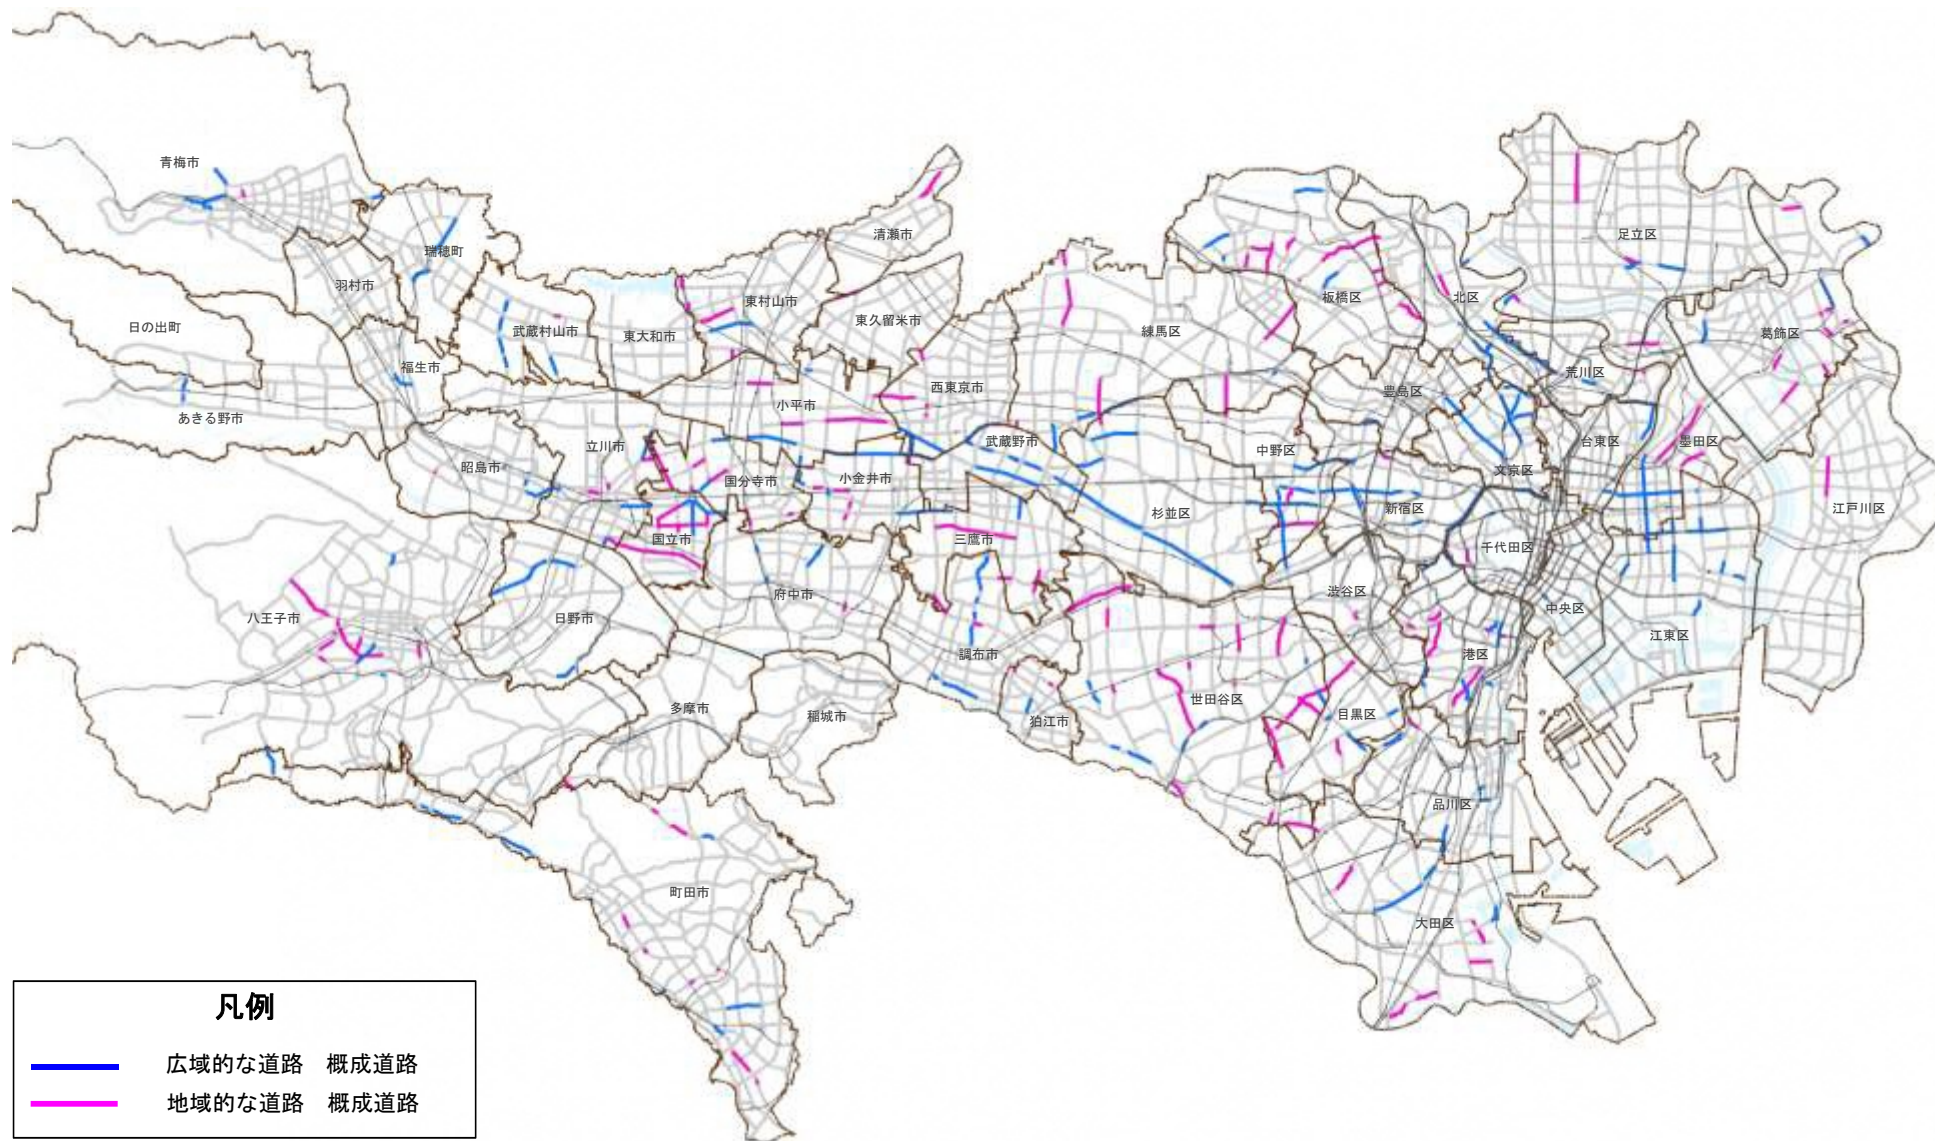 青梅市
清瀬市
足立区
瑞穂町
羽村市
東村山市
板橋区
北区
日の出町
武蔵村山市
東大和市
東久留米市
練馬区
葛飾区
福生市
西東京市
荒川区
豊島区
あきる野市
小平市
立川市
武蔵野市
中野区
台東区
墨田区
昭島市
国分寺市
小金井市
文京区
杉並区
新宿区
江戸川区
国立市
三鷹市
千代田区
八王子市
日野市
府中市
渋谷区
中央区
江東区
調布市
港区
多摩市
稲城市
狛江市
世田谷区
目黒区
品川区
町田市
大田区
凡例
広域的な道路 概成道路
地域的な道路 概成道路